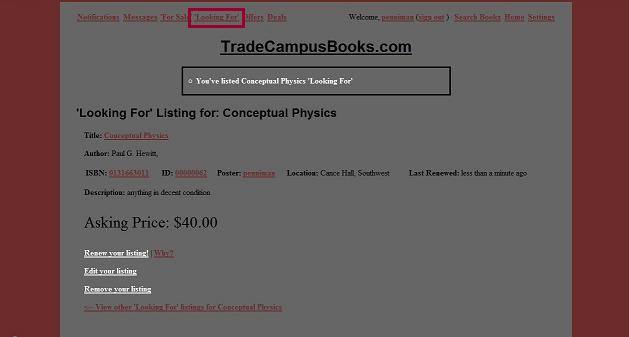 Notifications Messages 'For Sale' 'Looking For' Offers Deals Welcome, penniman (sign out) Search Books Home Settings
TradeCampusBooks.com
You've listed Conceptual Physics 'Looking For'
'Looking For' Listing for: Conceptual Physics
Title: Conceptual Physics
Author: Paul G. Hewitt,
ISBN: 0131663011 ID: 00000062 Poster: penniman Location: Cance Hall, Southwest Last Renewed: less than a minute ago
Description: anything in decent condition
Asking Price: $40.00
Renew your listing! | Why?
Edit your listing
Remove your listing
<-- View other 'Looking For' listings for Conceptual Physics